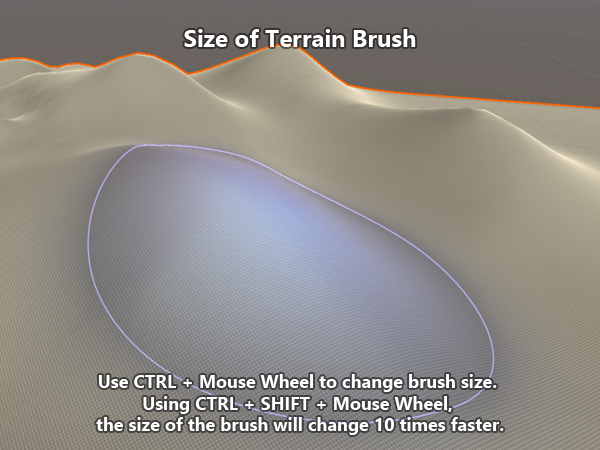 Size of Terrain Brush
Use CTRL + Mouse Wheel to change brush size.
Using CTRL + SHIFT + Mouse Wheel,
the size of the brush will change 10 times faster.